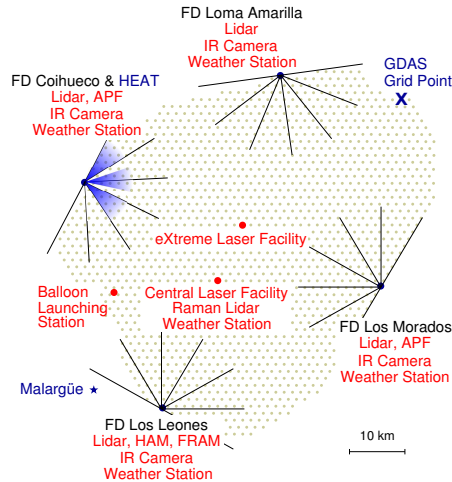 FD Loma Amarilla
Lidar
IR Camera
Weather Station
GDAS
Grid Point
X
FD Coihueco & HEAT
Lidar, APF
IR Camera
Weather Station
eXtreme Laser Facility
Balloon
Launching
Station
Central Laser Facility
Raman Lidar
Weather Station
FD Los Morados
Lidar, APF
IR Camera
Weather Station
Malargüe
FD Los Leones
Lidar, HAM, FRAM
IR Camera
Weather Station
10 km